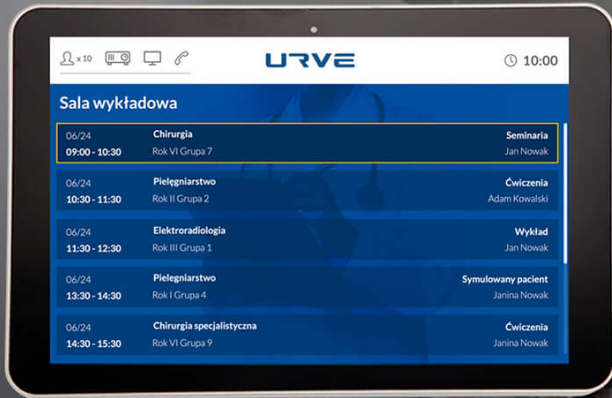 x 10
URVE
10:00
Sala wykładowa
06/24 Chirurgia Seminaria
09:00 - 10:30 Rok VI Grupa 7 Jan Nowak
06/24 Pielęgniarstwo Ćwiczenia
10:30 - 11:30 Rok II Grupa 2 Adam Kowalski
06/24 Elektroradiologia Wykład
11:30 - 12:30 Rok III Grupa 1 Jan Nowak
06/24 Pielegniarstwo Symulowany pacient
13:30 - 14:30 Rok I Grupa 4 Janina Nowak
06/24 Chirurgia specjalistyczna Ćwiczenia
14:30 - 15:30 Rok VI Grupa 9 Janina Nowak